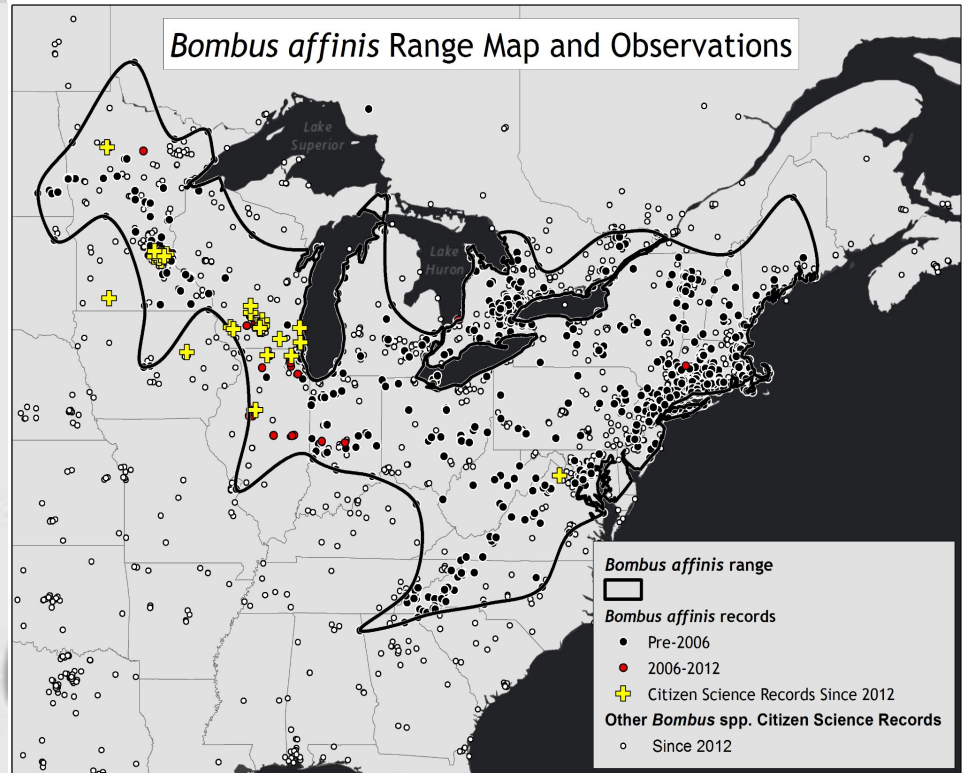 Bombus affinis Range Map and Observations
Lake
Superior
Lake
Huron
Bombus affinis range
Bombus affinis records
Pre-2006
2006-2012
Citizen Science Records Since 2012
Other Bombus spp. Citizen Science Records
Since 2012